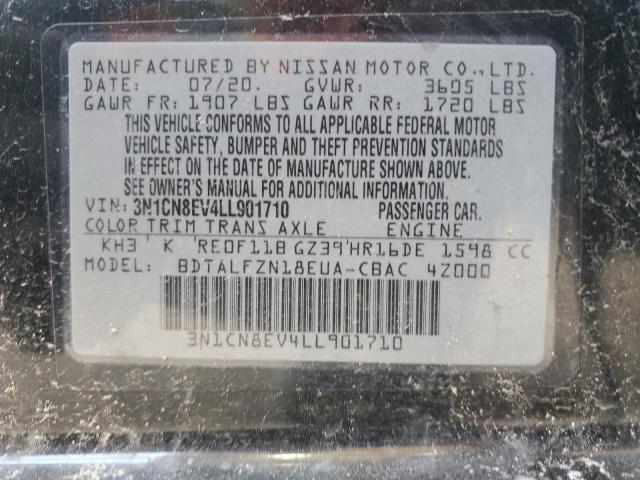 MANUFACTURED BY NISSAN MOTOR CO.,LTD.
DATE: 07/20. GVWR: 3605 LBS
GAWR FR: 1907 LBS GAWR RR: 1720 LBS
THIS VEHICLE CONFORMS TO ALL APPLICABLE FEDERAL MOTOR
VEHICLE SAFETY, BUMPER AND THEFT PREVENTION STANDARDS
IN EFFECT ON THE DATE OF MANUFACTURE SHOWN ABOVE.
SEE OWNER'S MANUAL FOR ADDITIONAL INFORMATION.
VIN: 3N1CN8EV4LL901710 PASSENGER CAR.
COLOR TRIM TRANS AXLE ENGINE
KH3 K RE0F11B GZ39 HR16DE 1598 CC
MODEL: BDTALFZN18EUA-CBAC 4Z000
3N1CN8EV4LL901710